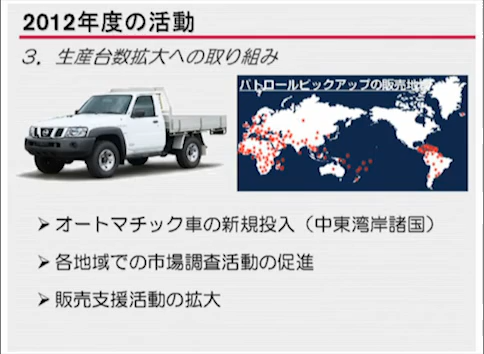 2012年度の活動
3．生産台数拡大への取り組み
パトロールピックアップの販売地域
オートマチック車の新規投入（中東湾岸諸国）
各地域での市場調査活動の促進
販売支援活動の拡大